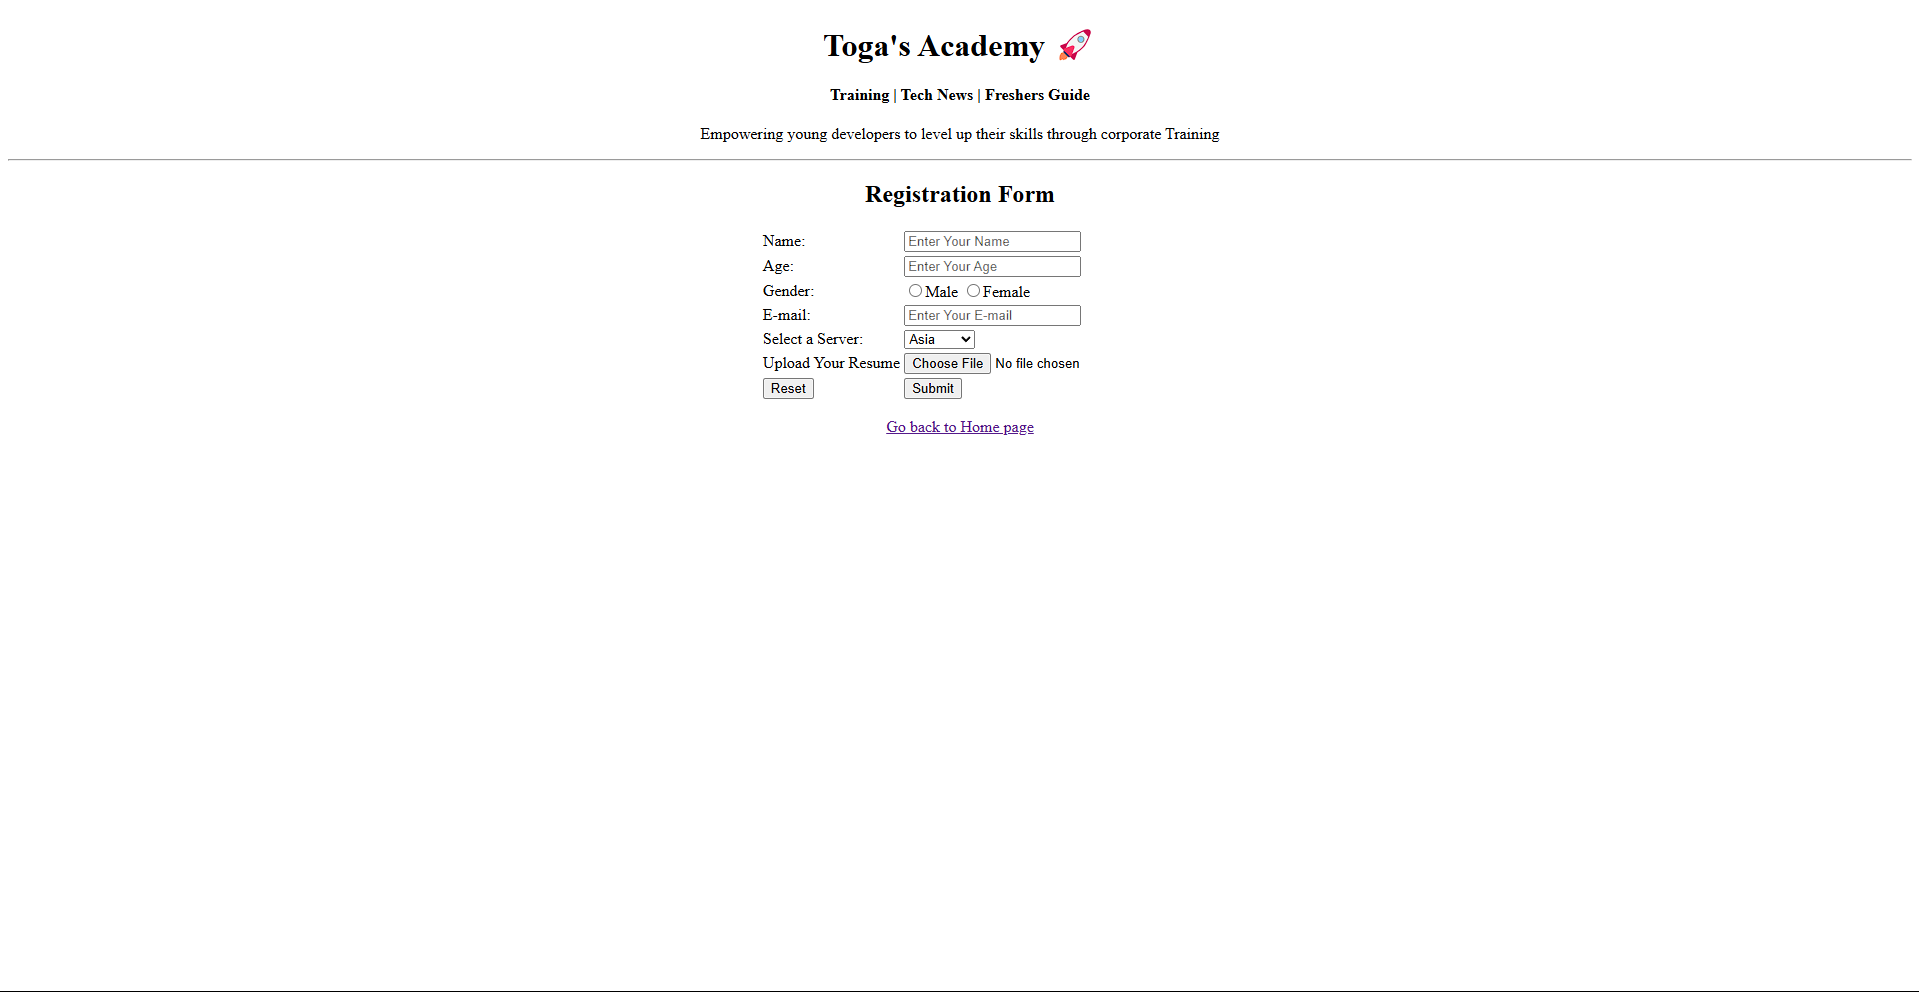 Toga's Academy 🚀
Training | Tech News | Freshers Guide
Empowering young developers to level up their skills through corporate Training
Registration Form
Name: Enter Your Name
Age: Enter Your Age
Gender: Male Female
E-mail: Enter Your E-mail
Select a Server: Asia
Upload Your Resume Choose File No file chosen
Reset Submit
Go back to Home page